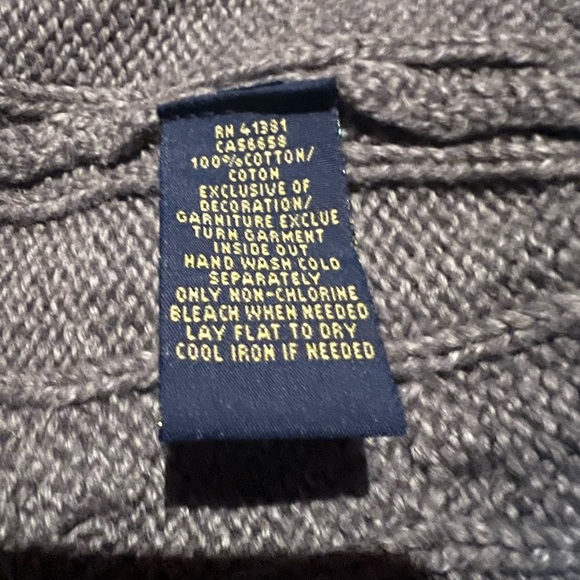 RN 41381
CA56658
100%COTTON/
COTON
EXCLUSIVE OF
DECORATION/
GARNITURE EXCLUE
TURN GARMENT
INSIDE OUT
HAND WASH COLD
SEPARATELY
ONLY NON-CHLORINE
BLEACH WHEN NEEDED
LAY FLAT TO DRY
COOL IRON IF NEEDED